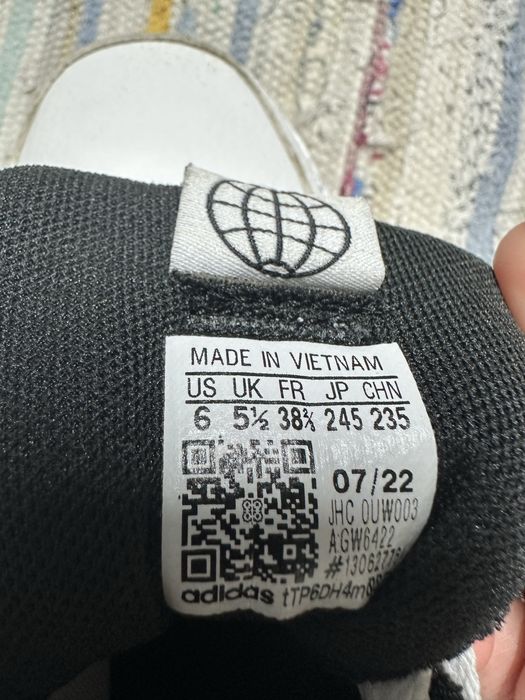 MADE IN VIETNAM
US UK FR JP CHN
6 5½ 38⅔ 245 235
07/22
JHC 0UW003
A:GW6422
adidas